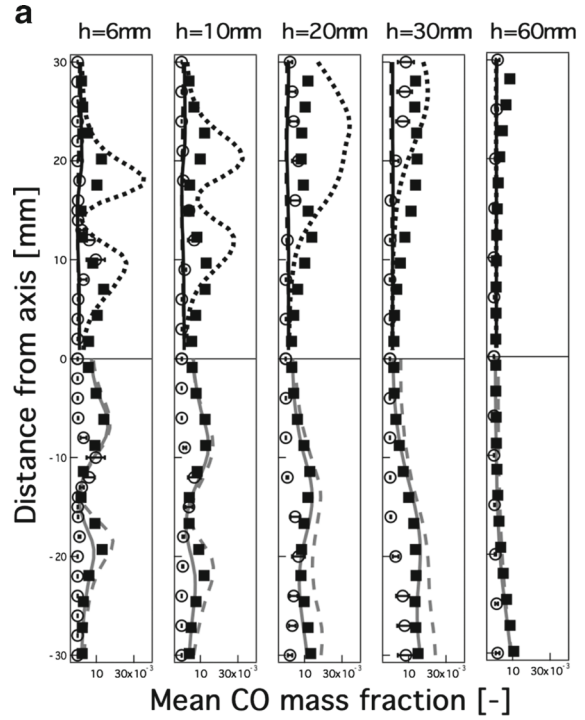 a
h=6mm h=10mm h=20mm h=30mm h=60mm
30
20
10
0
-10
-20
-30
Distance from axis [mm]
10 30x10⁻³ 10 30x10⁻³ 10 30x10⁻³ 10 30x10⁻³ 10 30x10⁻³
Mean CO mass fraction [-]